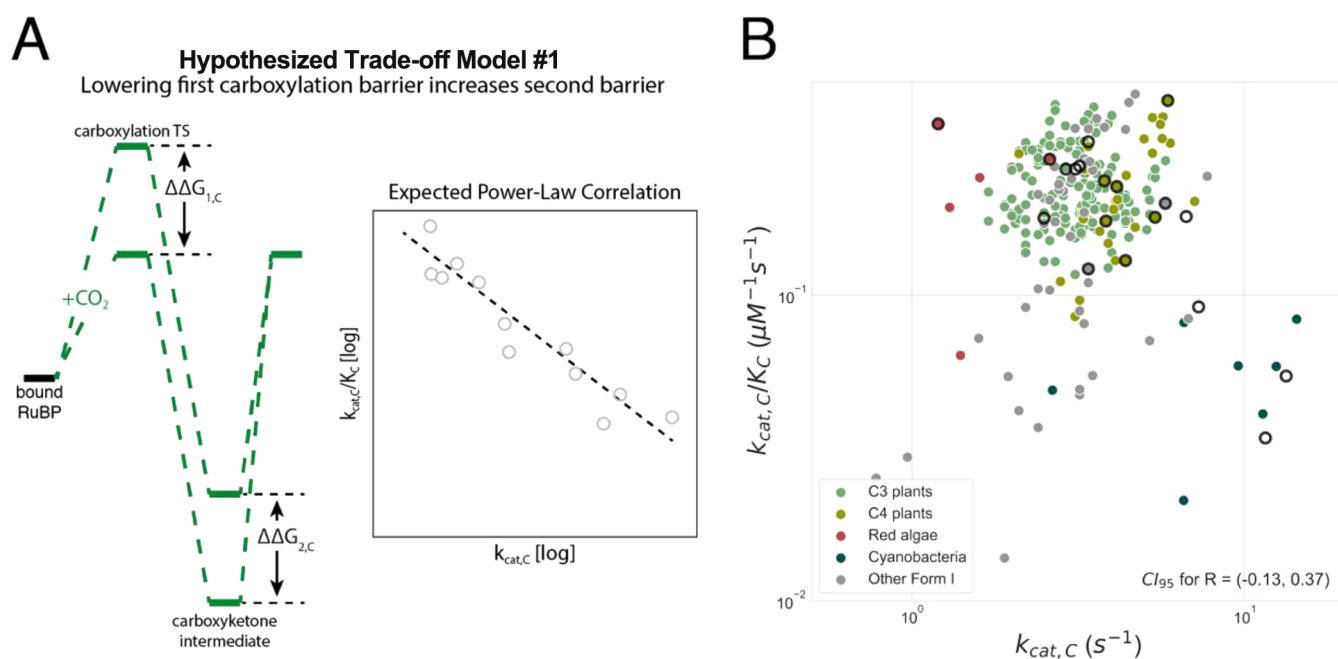 A
Hypothesized Trade-off Model #1
Lowering first carboxylation barrier increases second barrier
carboxylation TS
ΔΔG1,C
+CO2
bound
RuBP
ΔΔG2,C
carboxyketone
intermediate
Expected Power-Law Correlation
kcat,C/KC [log]
kcat,C [log]
B
kcat,C/KC (μM−1s−1)
10−1
10−2
C3 plants
C4 plants
Red algae
Cyanobacteria
Other Form I
CI95 for R = (-0.13, 0.37)
100
101
kcat,C (s−1)